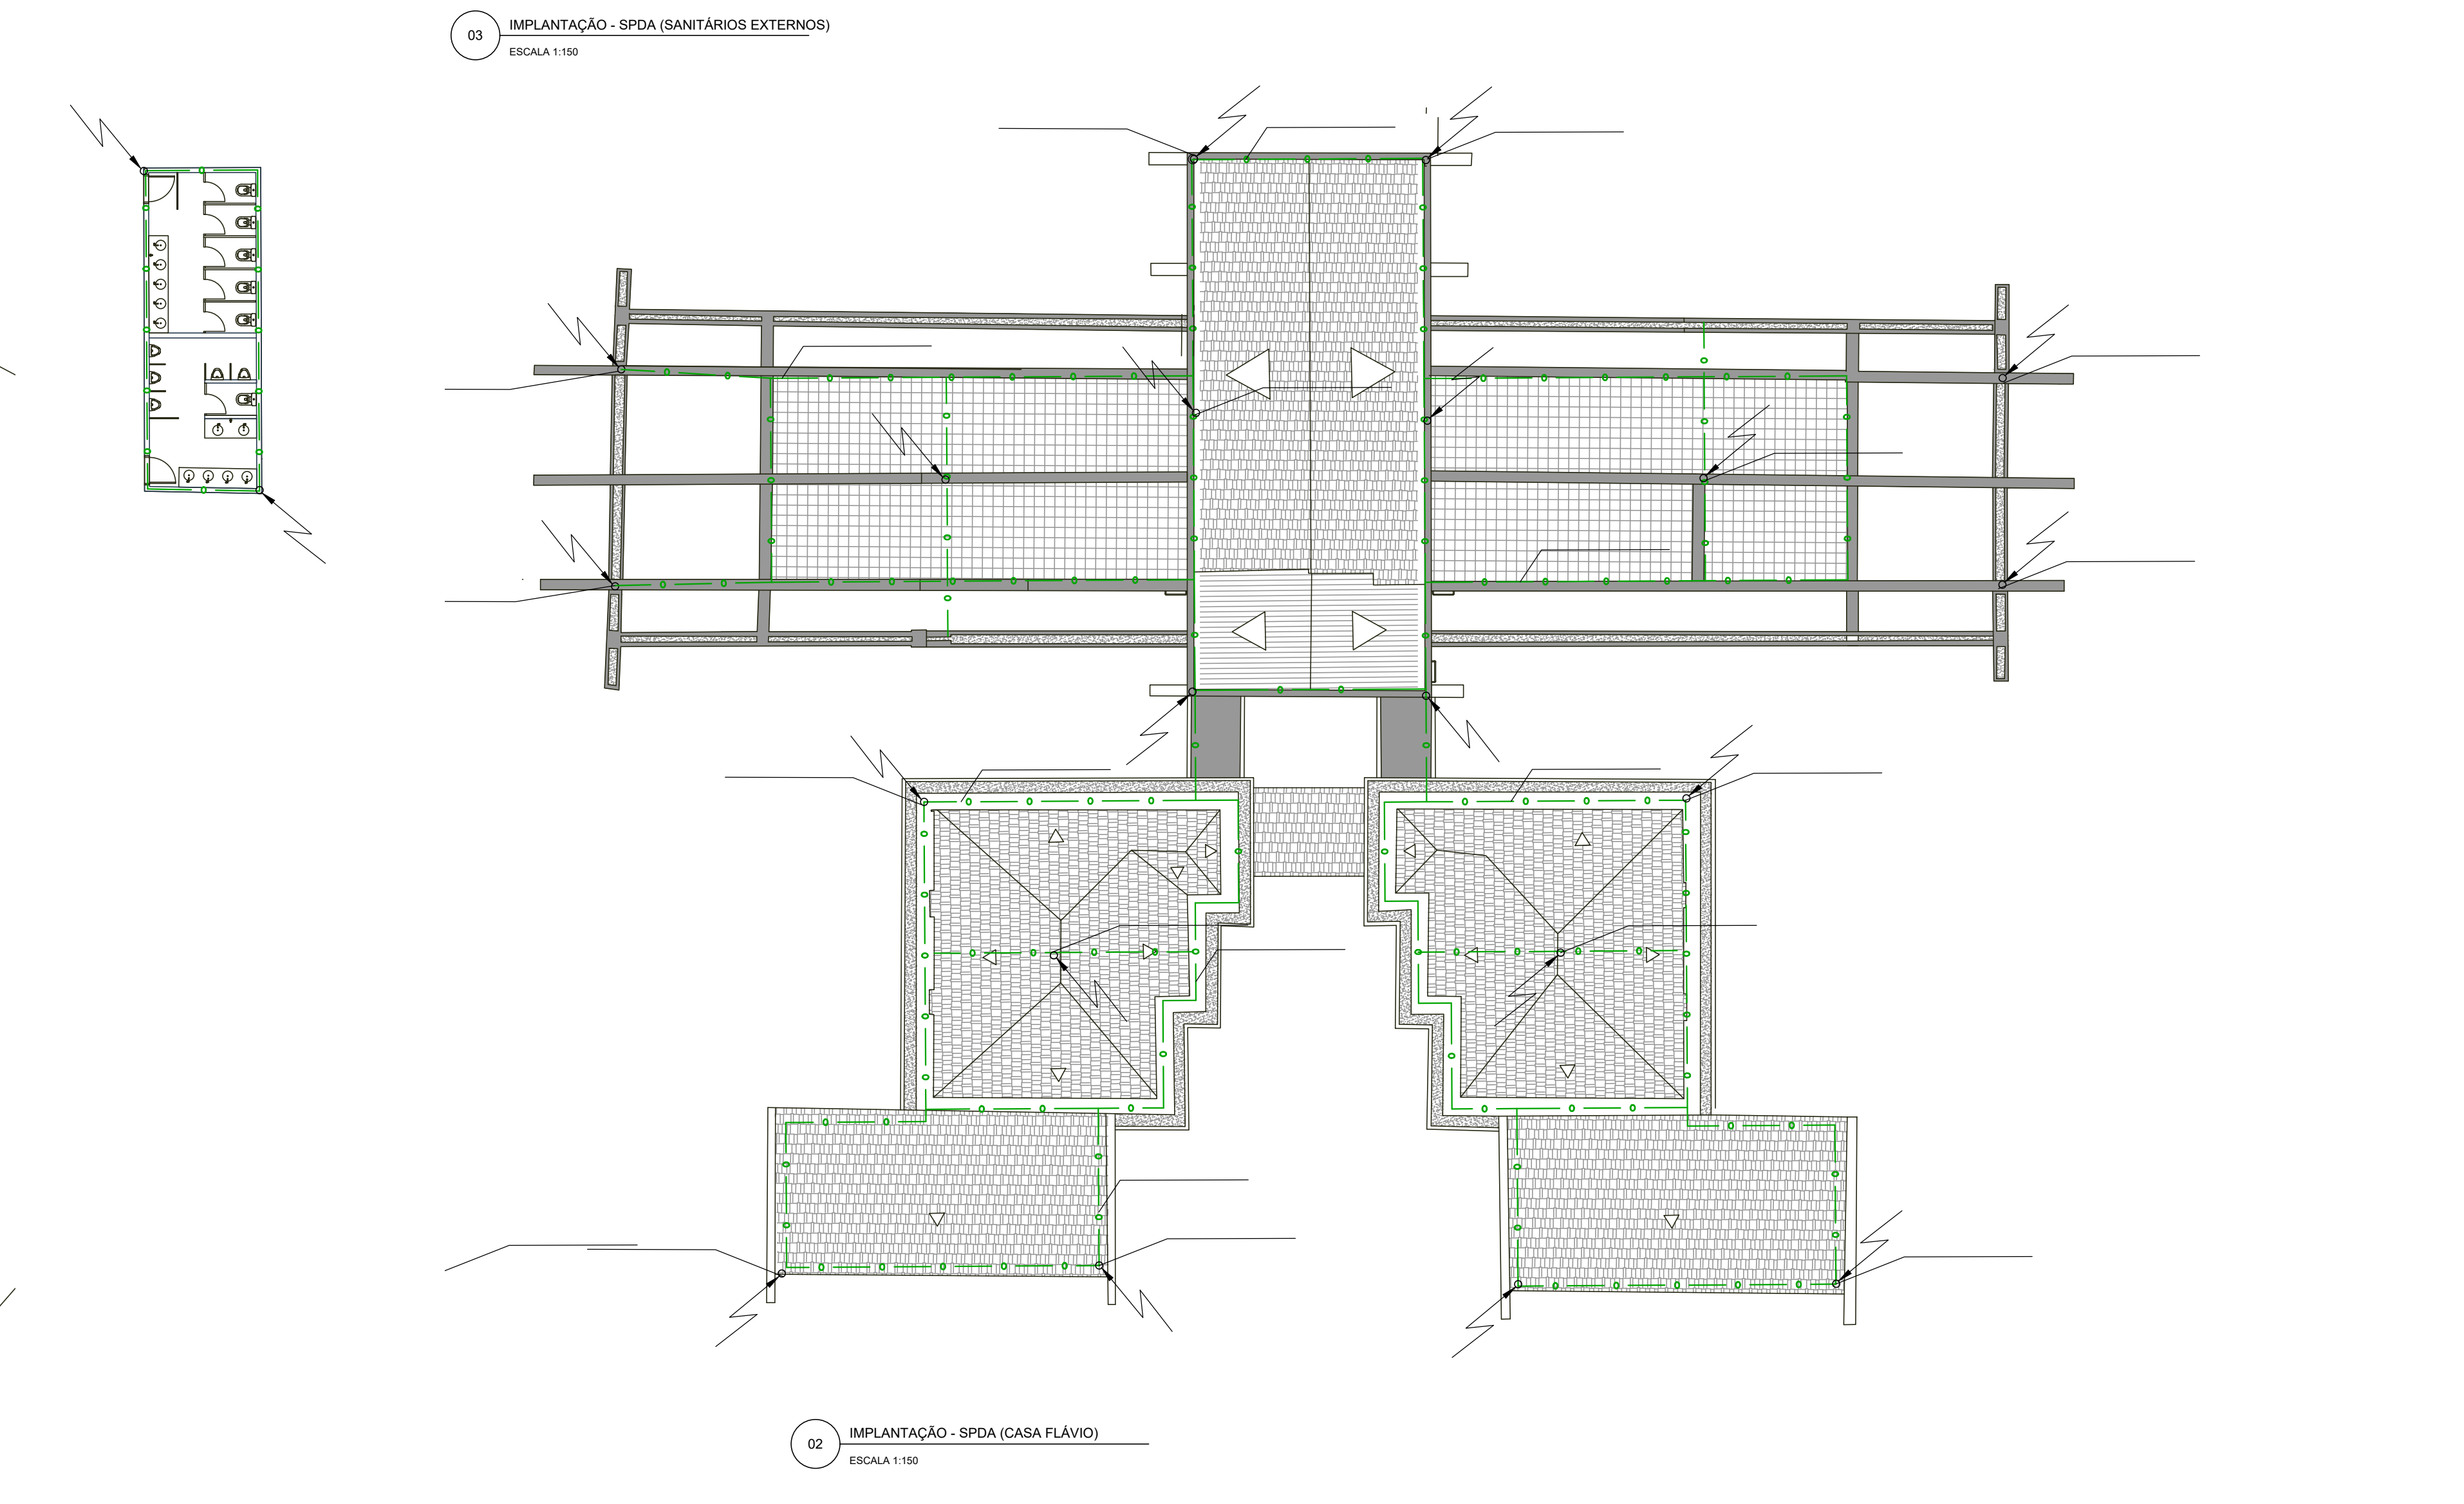 03
IMPLANTAÇÃO - SPDA (SANITÁRIOS EXTERNOS)
ESCALA 1:150
02
IMPLANTAÇÃO - SPDA (CASA FLÁVIO)
ESCALA 1:150